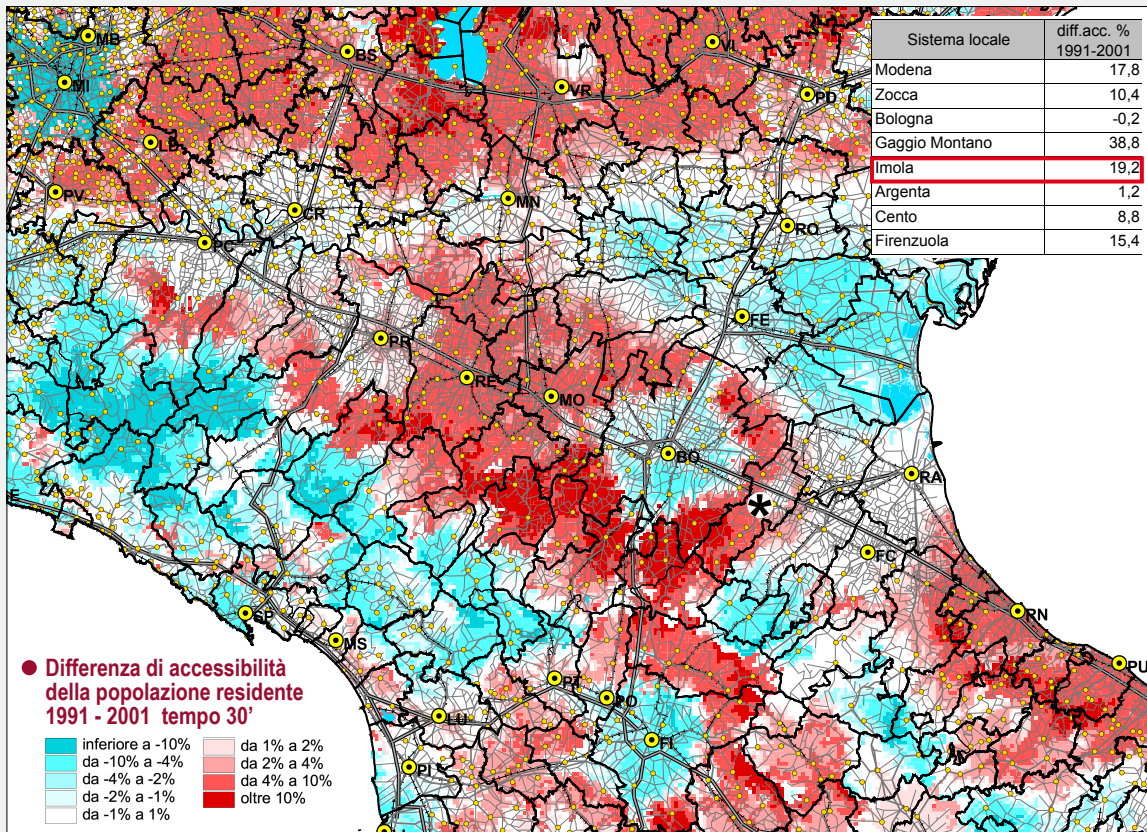 Sistema locale
diff.acc. %
1991-2001
Modena 17,8
Zocca 10,4
Bologna -0,2
Gaggio Montano 38,8
Imola 19,2
Argenta 1,2
Cento 8,8
Firenzuola 15,4
MB
MI
BS
VI
VR
PD
LD
PV
CR
MN
PC
RO
FE
PR
RE
MO
BO
RA
*
FC
SP
RN
MS
PU
PT
PO
LU
FI
PI
● Differenza di accessibilità
della popolazione residente
1991 - 2001 tempo 30’
inferiore a -10%
da -10% a -4%
da -4% a -2%
da -2% a -1%
da -1% a 1%
da 1% a 2%
da 2% a 4%
da 4% a 10%
oltre 10%